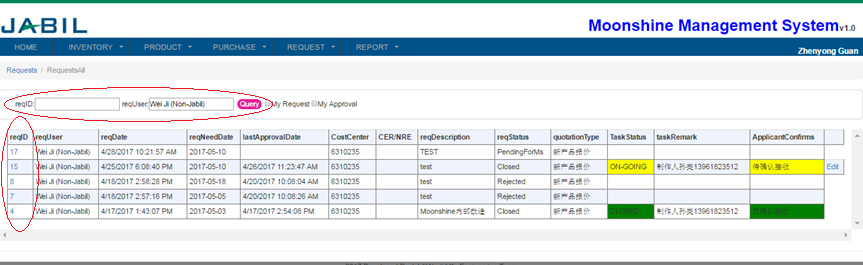 JABIL
Moonshine Management System v1.0
HOME INVENTORY PRODUCT PURCHASE REQUEST REPORT
Zhenyong Guan
Requests / RequestsAll
reqID: reqUser: Wei Ji (Non-Jabil) Query My Request My Approval
reqID reqUser reqDate reqNeedDate lastApprovalDate CostCenter CER/NRE reqDescription reqStatus quotationType TaskStatus taskRemark ApplicantConfirms
17 Wei Ji (Non-Jabil) 4/28/2017 10:21:57 AM 2017-05-10 6310235 TEST PendingForMs 新产品报价
15 Wei Ji (Non-Jabil) 4/25/2017 6:08:40 PM 2017-05-10 4/26/2017 11:23:47 AM 6310235 test Closed 新产品报价 ON-GOING 制作人孙亮13961823512 待确认接收 Edit
8 Wei Ji (Non-Jabil) 4/18/2017 2:58:28 PM 2017-05-18 4/20/2017 10:08:04 AM 6310235 test Rejected 新产品报价
7 Wei Ji (Non-Jabil) 4/18/2017 2:57:16 PM 2017-05-05 4/20/2017 10:08:26 AM 6310235 test Rejected 新产品报价
4 Wei Ji (Non-Jabil) 4/17/2017 1:43:07 PM 2017-05-03 4/17/2017 2:54:08 PM 6310235 Moonshine内部改造 Closed 新产品报价 CLOSED 制作人孙亮13961823512